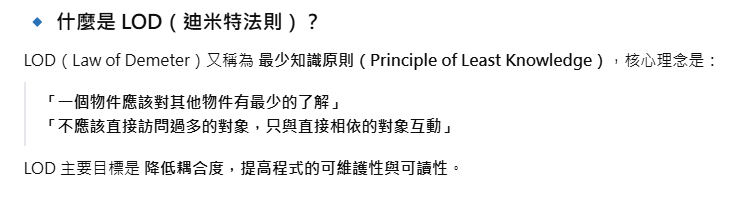 什麼是 LOD（迪米特法則）？
LOD（Law of Demeter）又稱為 最少知識原則（Principle of Least Knowledge），核心理念是：
「一個物件應該對其他物件有最少的了解」
「不應該直接訪問過多的對象，只與直接相依的對象互動」
LOD 主要目標是 降低耦合度，提高程式的可維護性與可讀性。